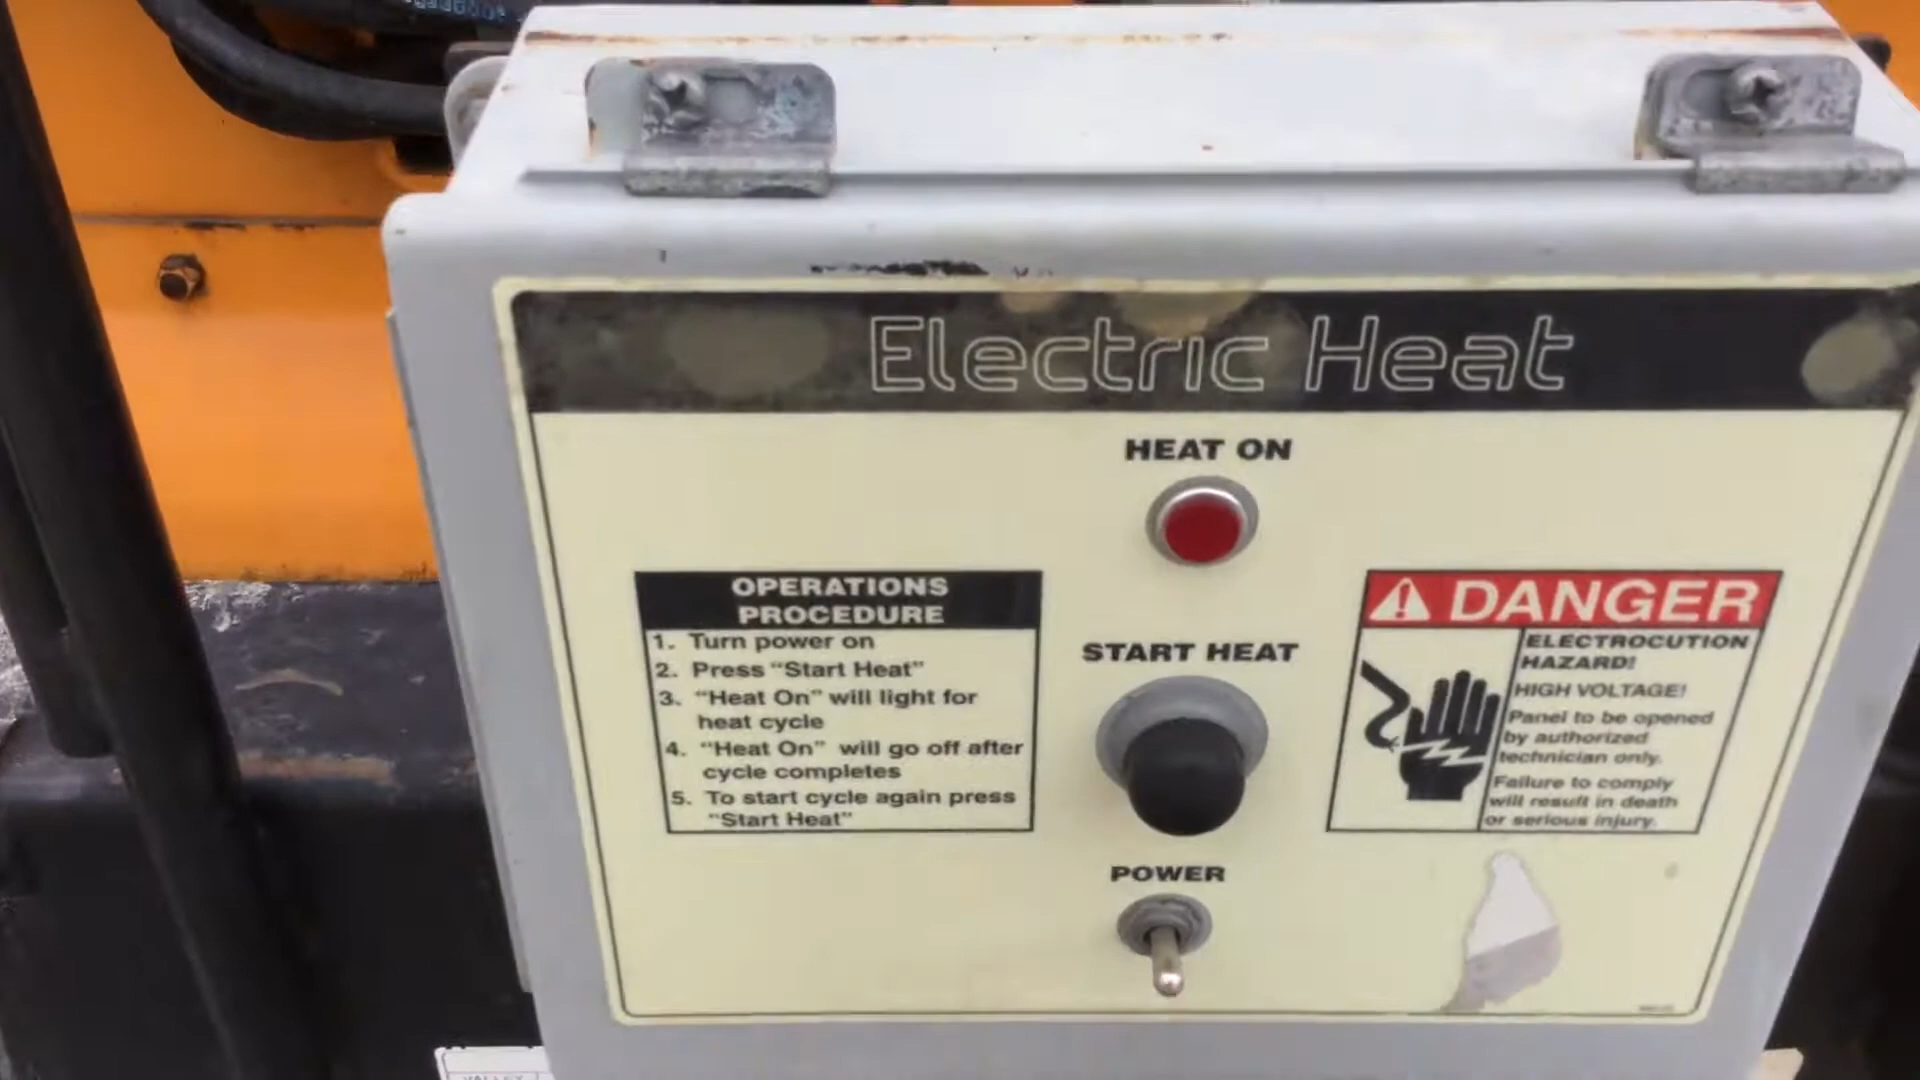 Electric Heat
HEAT ON
OPERATIONS
PROCEDURE
1. Turn power on
2. Press "Start Heat"
3. "Heat On" will light for
heat cycle
4. "Heat On" will go off after
cycle completes
5. To start cycle again press
"Start Heat"
START HEAT
POWER
DANGER
ELECTROCUTION
HAZARD!
HIGH VOLTAGE!
Panel to be opened
by authorized
technician only.
Failure to comply
will result in death
or serious injury.
VALLEY